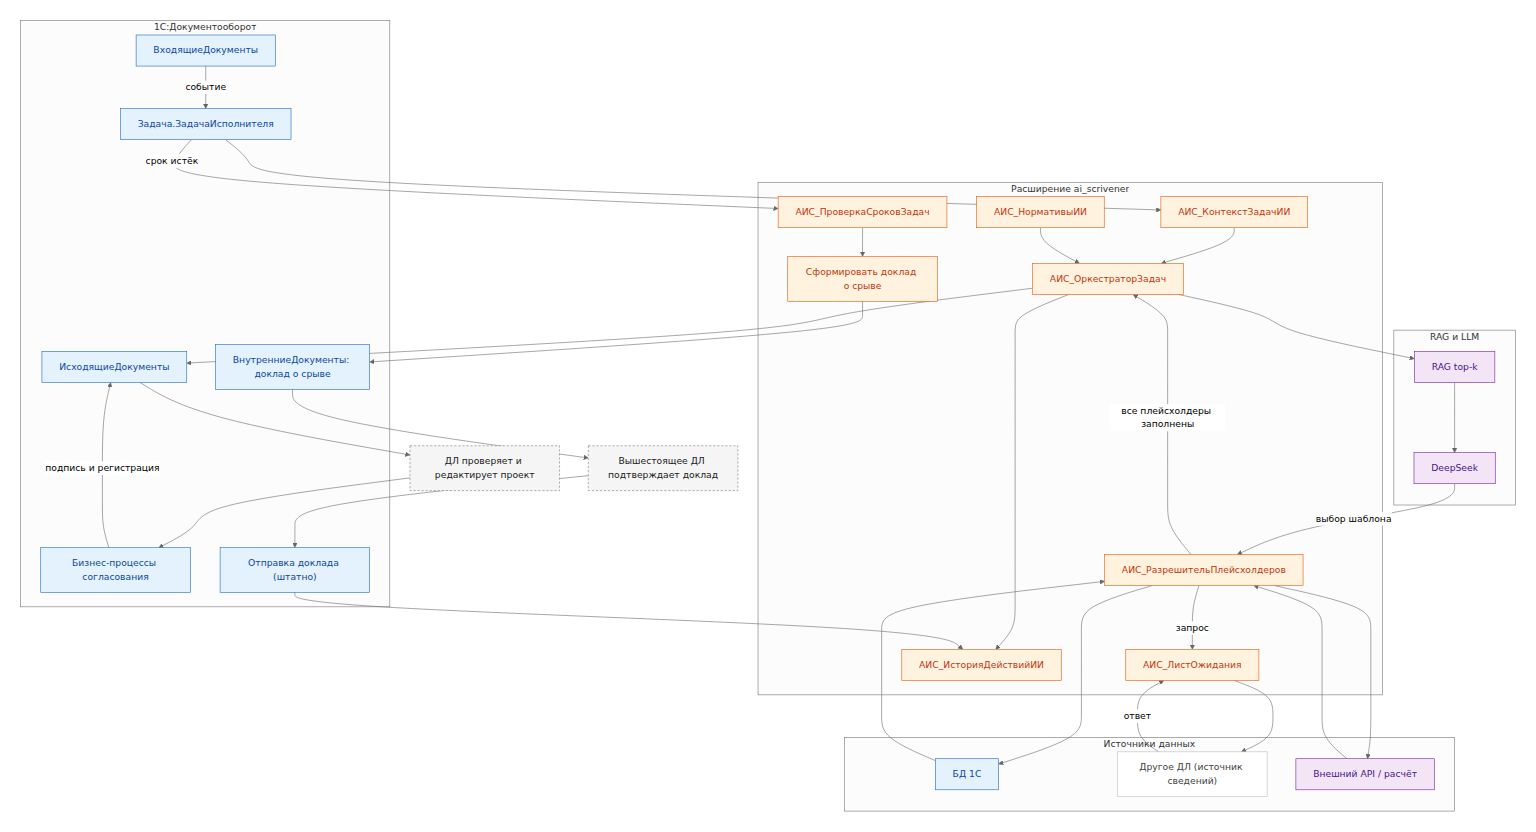 1С:Документооборот
ВходящиеДокументы
событие
Задача.ЗадачаИсполнителя
срок истёк
Расширение ai_scrivener
АИС_ПроверкаСроковЗадач
АИС_НормативыИИ
АИС_КонтекстЗадачИИ
Сформировать доклад
о срыве
АИС_ОркестраторЗадач
RAG и LLM
ИсходящиеДокументы
ВнутренниеДокументы:
доклад о срыве
RAG top-k
все плейсхолдеры
заполнены
подпись и регистрация
ДЛ проверяет и
редактирует проект
Вышестоящее ДЛ
подтверждает доклад
DeepSeek
выбор шаблона
Бизнес-процессы
согласования
Отправка доклада
(штатно)
АИС_РазрешительПлейсхолдеров
запрос
АИС_ИсторияДействийИИ
АИС_ЛистОжидания
ответ
Источники данных
БД 1С
Другое ДЛ (источник
сведений)
Внешний API / расчёт